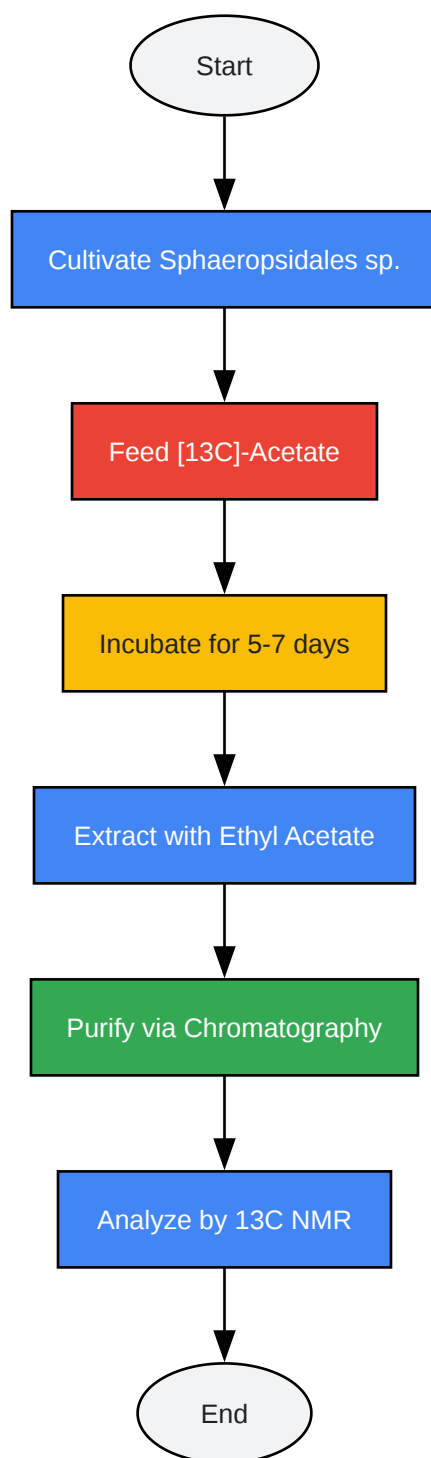 Start
Cultivate Sphaeropsidales sp.
Feed [13C]-Acetate
Incubate for 5-7 days
Extract with Ethyl Acetate
Purify via Chromatography
Analyze by 13C NMR
End